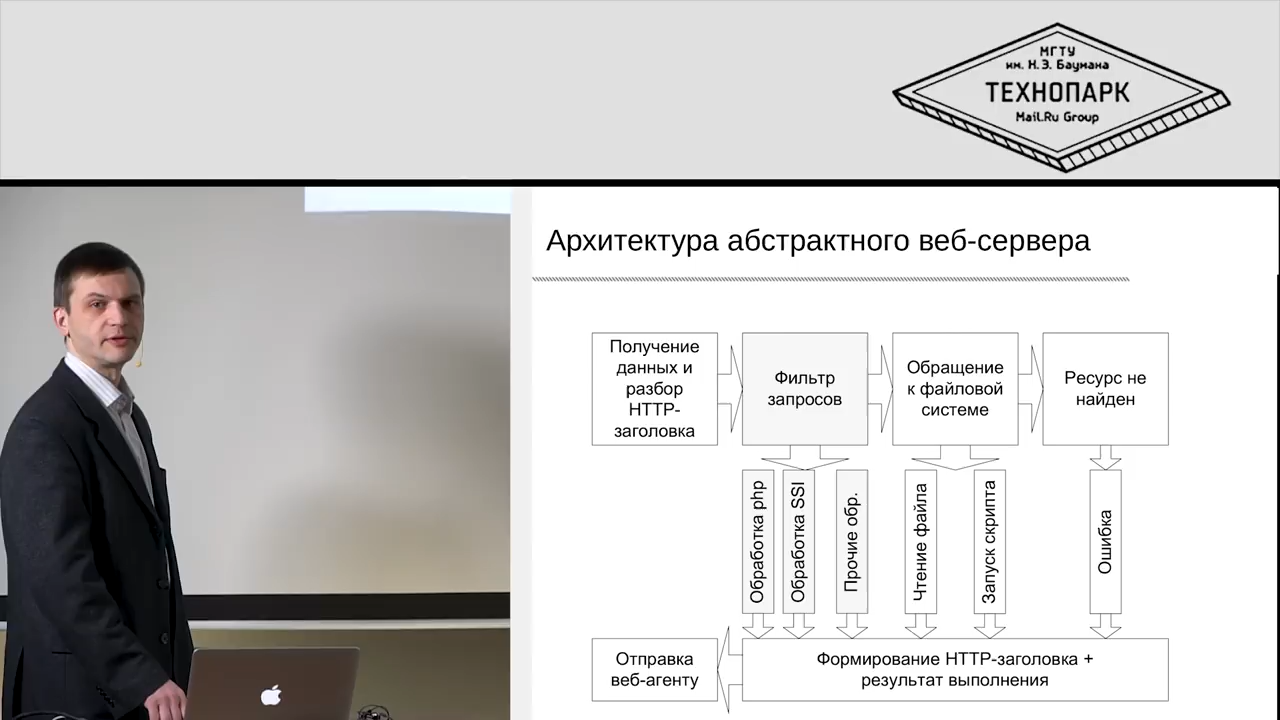 МГТУ
им. Н.Э. Баумана
ТЕХНОПАРК
Mail.Ru Group
Архитектура абстрактного веб-сервера
Получение
данных и
разбор
HTTP-
заголовка
Фильтр
запросов
Обращение
к файловой
системе
Ресурс не
найден
Обработка php
Обработка SSI
Прочие обр.
Чтение файла
Запуск скрипта
Ошибка
Отправка
веб-агенту
Формирование HTTP-заголовка +
результат выполнения